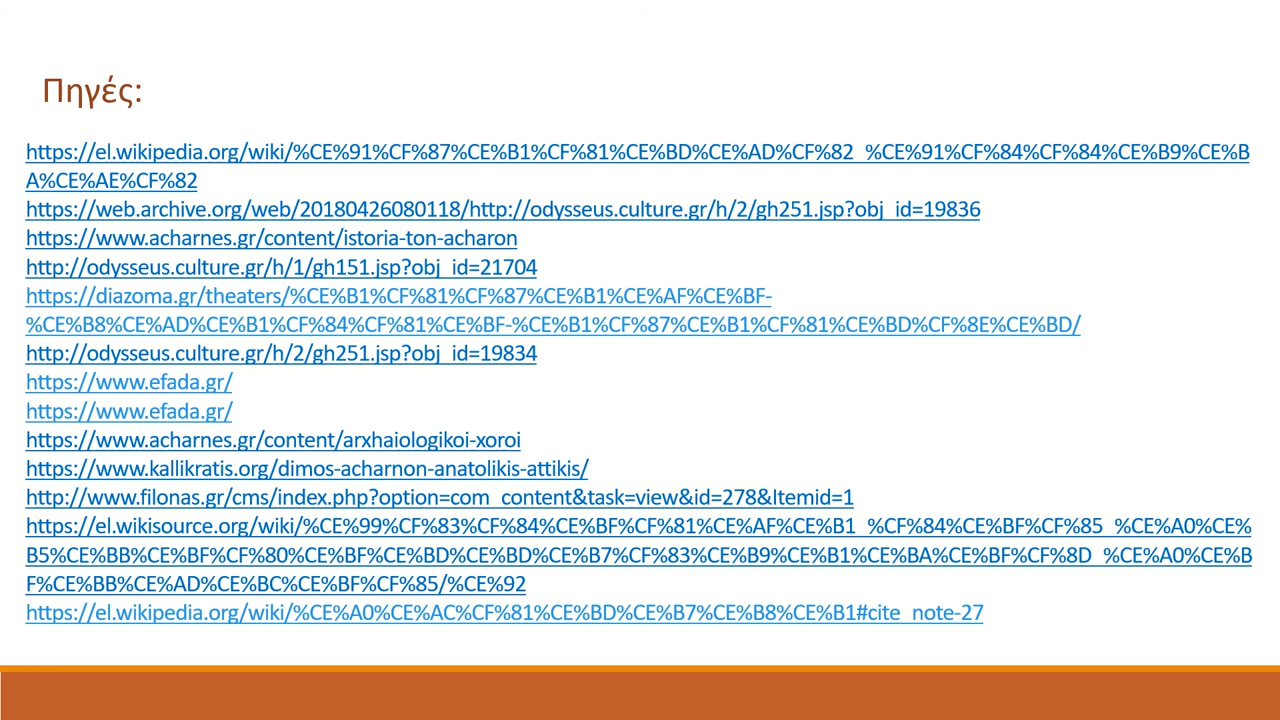 Πηγές:
https://el.wikipedia.org/wiki/%CE%91%CF%87%CE%B1%CF%81%CE%BD%CE%AD%CF%82_%CE%91%CF%84%CF%84%CE%B9%CE%B
A%CE%AE%CF%82
https://web.archive.org/web/20180426080118/http://odysseus.culture.gr/h/2/gh251.jsp?obj_id=19836
https://www.acharnes.gr/content/istoria-ton-acharon
http://odysseus.culture.gr/h/1/gh151.jsp?obj_id=21704
https://diazoma.gr/theaters/%CE%B1%CF%81%CF%87%CE%B1%CE%AF%CE%BF-
%CE%B8%CE%AD%CE%B1%CF%84%CF%81%CE%BF-%CE%B1%CF%87%CE%B1%CF%81%CE%BD%CF%8E%CE%BD/
http://odysseus.culture.gr/h/2/gh251.jsp?obj_id=19834
https://www.efada.gr/
https://www.efada.gr/
https://www.acharnes.gr/content/arxhaiologikoi-xoroi
https://www.kallikratis.org/dimos-acharnon-anatolikis-attikis/
http://www.filonas.gr/cms/index.php?option=com_content&task=view&id=278&Itemid=1
https://el.wikisource.org/wiki/%CE%99%CF%83%CF%84%CE%BF%CF%81%CE%AF%CE%B1_%CF%84%CE%BF%CF%85_%CE%A0%CE%
B5%CE%BB%CE%BF%CF%80%CE%BF%CE%BD%CE%BD%CE%B7%CF%83%CE%B9%CE%B1%CE%BA%CE%BF%CF%8D_%CE%A0%CE%B
F%CE%BB%CE%AD%CE%BC%CE%BF%CF%85/%CE%92
https://el.wikipedia.org/wiki/%CE%A0%CE%AC%CF%81%CE%BD%CE%B7%CE%B8%CE%B1#cite_note-27